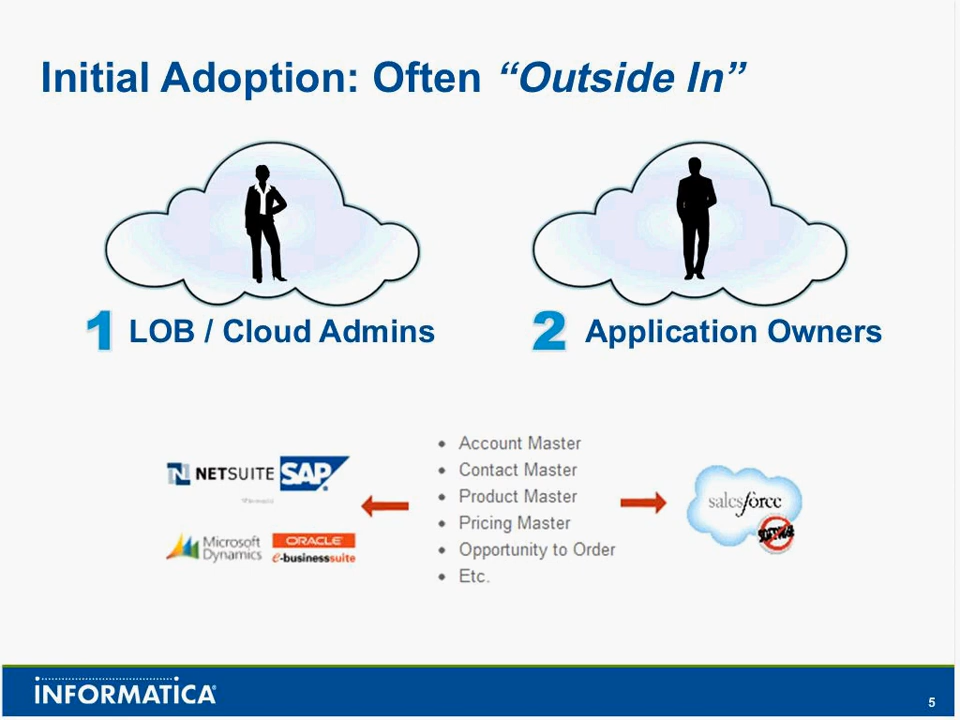 Initial Adoption: Often “Outside In”
1 LOB / Cloud Admins
2 Application Owners
NETSUITE
SAP
Microsoft
Dynamics
ORACLE
e-businesssuite
• Account Master
• Contact Master
• Product Master
• Pricing Master
• Opportunity to Order
• Etc.
salesforce
SOFTWARE
INFORMATICA®
5